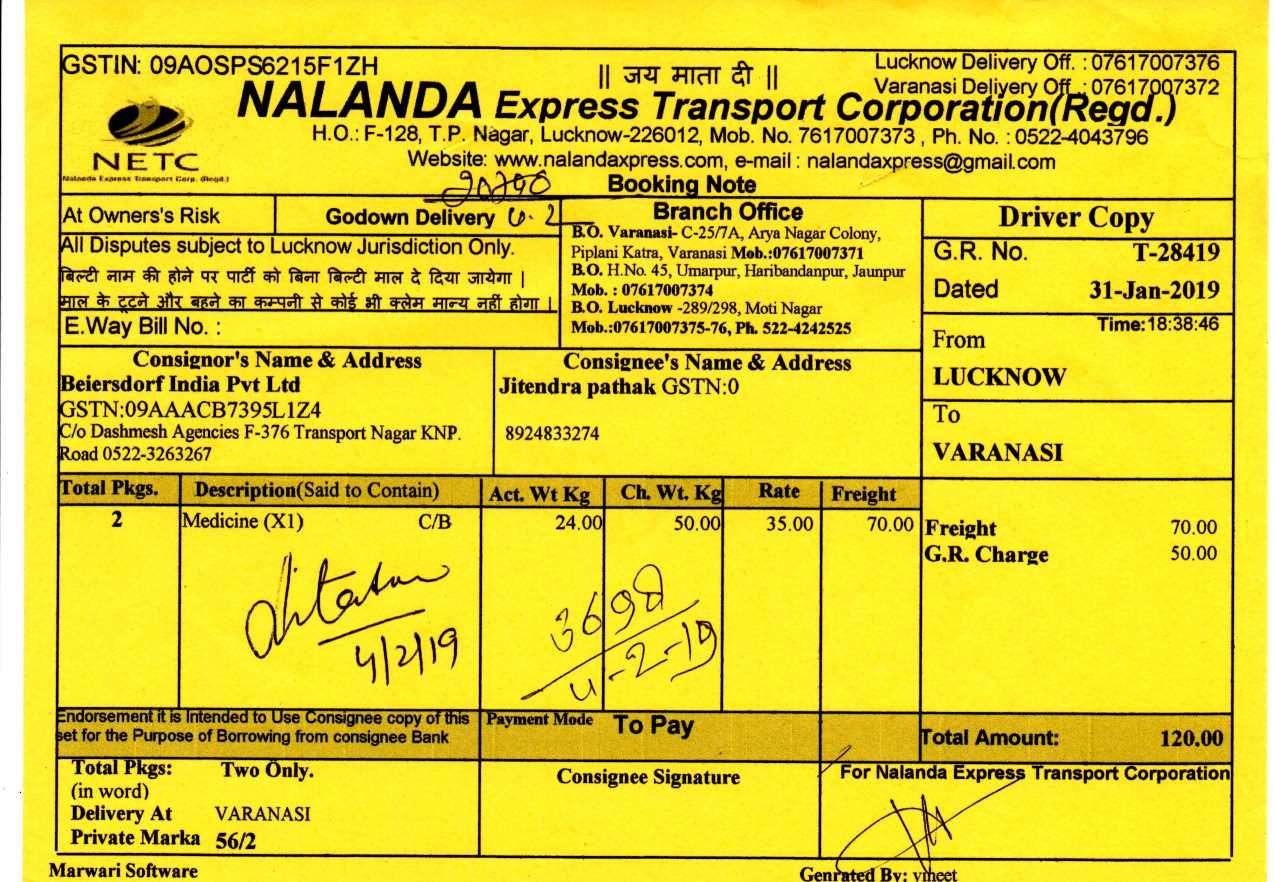 GSTIN: 09AOSPS6215F1ZH
|| जय माता दी ||
Lucknow Delivery Off. : 07617007376
Varanasi Delivery Off. : 07617007372
NALANDA Express Transport Corporation(Regd.)
H.O.: F-128, T.P. Nagar, Lucknow-226012, Mob. No. 7617007373 , Ph. No. : 0522-4043796
NETC
Website: www.nalandaxpress.com, e-mail : nalandaxpress@gmail.com
Nalanda Express Transport Corp. (Regd.)
Booking Note
At Owners's Risk
Godown Delivery
All Disputes subject to Lucknow Jurisdiction Only.
बिल्टी नाम की होने पर पार्टी को बिना बिल्टी माल दे दिया जायेगा |
माल के टूटने और बहने का कम्पनी से कोई भी क्लेम मान्य नहीं होगा |
E.Way Bill No. :
Branch Office
B.O. Varanasi- C-25/7A, Arya Nagar Colony,
Piplani Katra, Varanasi Mob.:07617007371
B.O. H.No. 45, Umarpur, Haribandanpur, Jaunpur
Mob. : 07617007374
B.O. Lucknow -289/298, Moti Nagar
Mob.:07617007375-76, Ph. 522-4242525
Driver Copy
G.R. No. T-28419
Dated 31-Jan-2019
Time:18:38:46
From
LUCKNOW
To
VARANASI
Consignor's Name & Address
Beiersdorf India Pvt Ltd
GSTN:09AAACB7395L1Z4
C/o Dashmesh Agencies F-376 Transport Nagar KNP.
Road 0522-3263267
Consignee's Name & Address
Jitendra pathak GSTN:0
8924833274
Total Pkgs. Description(Said to Contain) Act. Wt Kg Ch. Wt. Kg Rate Freight
2 Medicine (X1) C/B 24.00 50.00 35.00 70.00
Freight 70.00
G.R. Charge 50.00
4/2/19
3698
4-2-19
Endorsement it is Intended to Use Consignee copy of this
set for the Purpose of Borrowing from consignee Bank
Payment Mode To Pay
Total Amount: 120.00
Total Pkgs: Two Only.
(in word)
Delivery At VARANASI
Private Marka 56/2
Consignee Signature
For Nalanda Express Transport Corporation
Marwari Software
Genrated By: vineet